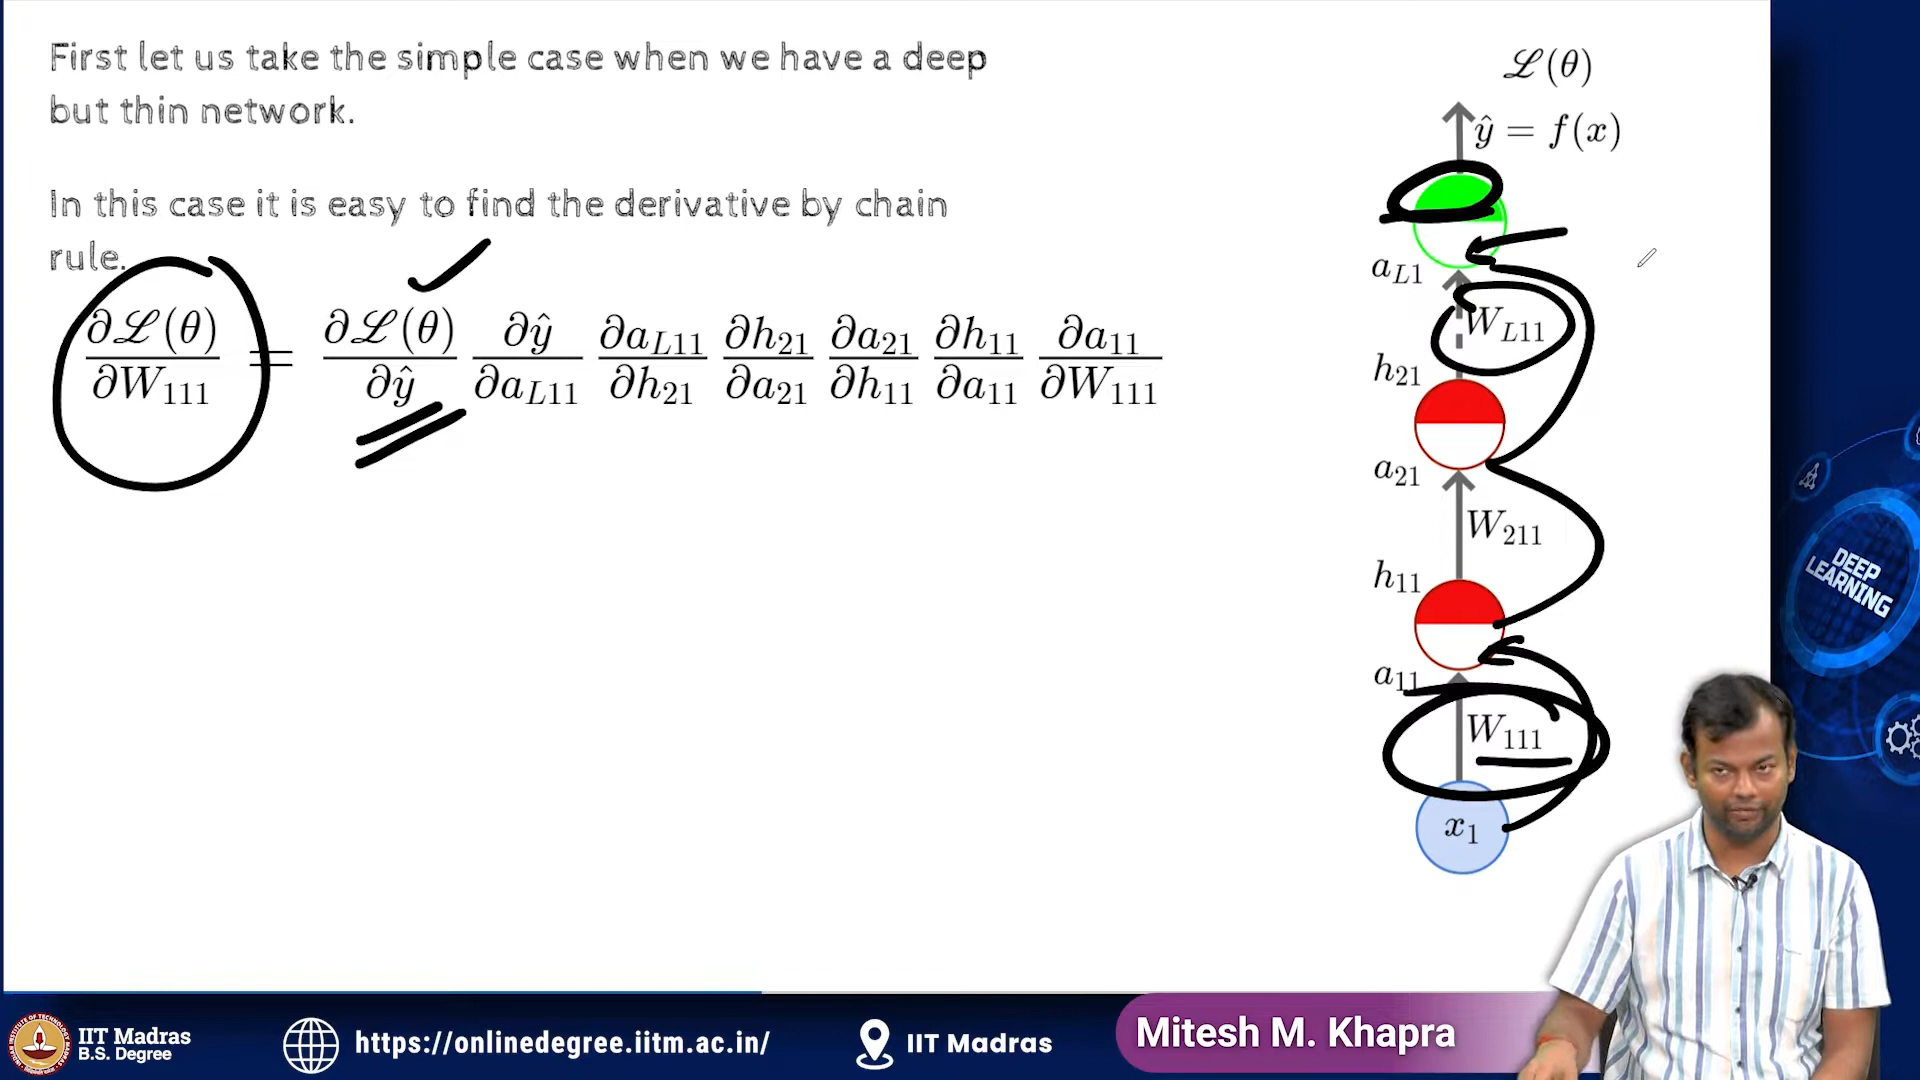 First let us take the simple case when we have a deep
but thin network.
In this case it is easy to find the derivative by chain
rule.
∂ℒ(θ)/∂W₁₁₁ = ∂ℒ(θ)/∂ŷ ∂ŷ/∂a_L11 ∂a_L11/∂h₂₁ ∂h₂₁/∂a₂₁ ∂a₂₁/∂h₁₁ ∂h₁₁/∂a₁₁ ∂a₁₁/∂W₁₁₁
ℒ(θ)
ŷ = f(x)
a_L1
W_L11
h₂₁
a₂₁
W₂₁₁
h₁₁
a₁₁
W₁₁₁
x₁
DEEP
LEARNING
IIT Madras
B.S. Degree
https://onlinedegree.iitm.ac.in/
IIT Madras
Mitesh M. Khapra